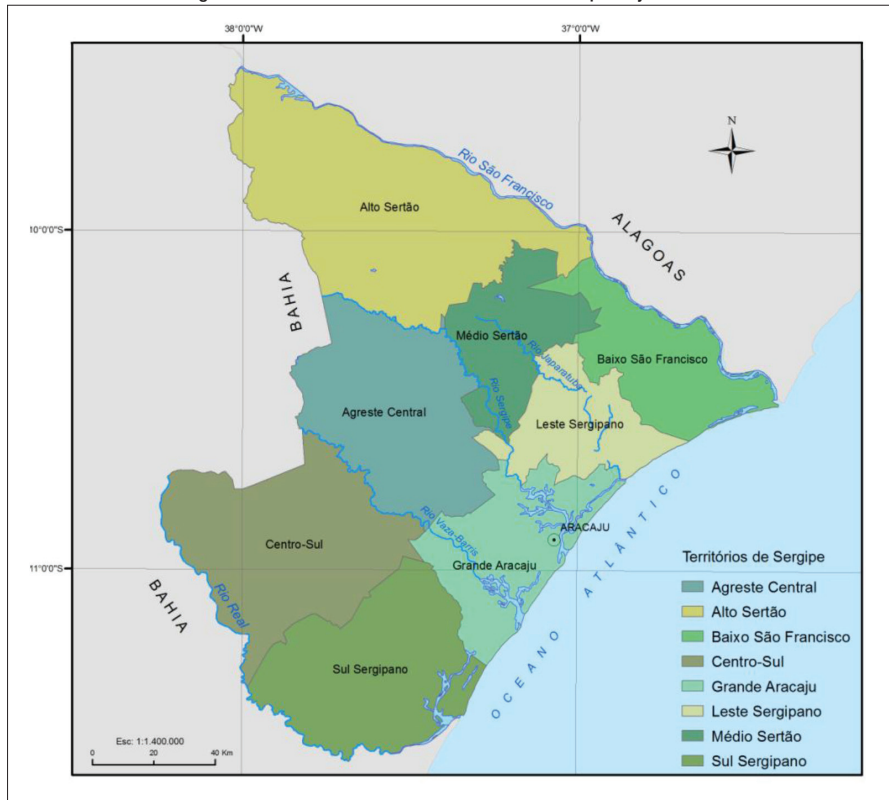 38°0'0"W
37°0'0"W
N
Rio São Francisco
Alto Sertão
10°0'0"S
ALAGOAS
BAHIA
Médio Sertão
Rio Japaratuba
Baixo São Francisco
Rio Sergipe
Agreste Central
Leste Sergipano
Rio Vaza-Barris
ARACAJU
Centro-Sul
Grande Aracaju
11°0'0"S
BAHIA
Rio Real
OCEANO ATLÂNTICO
Sul Sergipano
Territórios de Sergipe
Agreste Central
Alto Sertão
Baixo São Francisco
Centro-Sul
Grande Aracaju
Leste Sergipano
Médio Sertão
Sul Sergipano
Esc: 1:1.400.000
0 20 40 Km